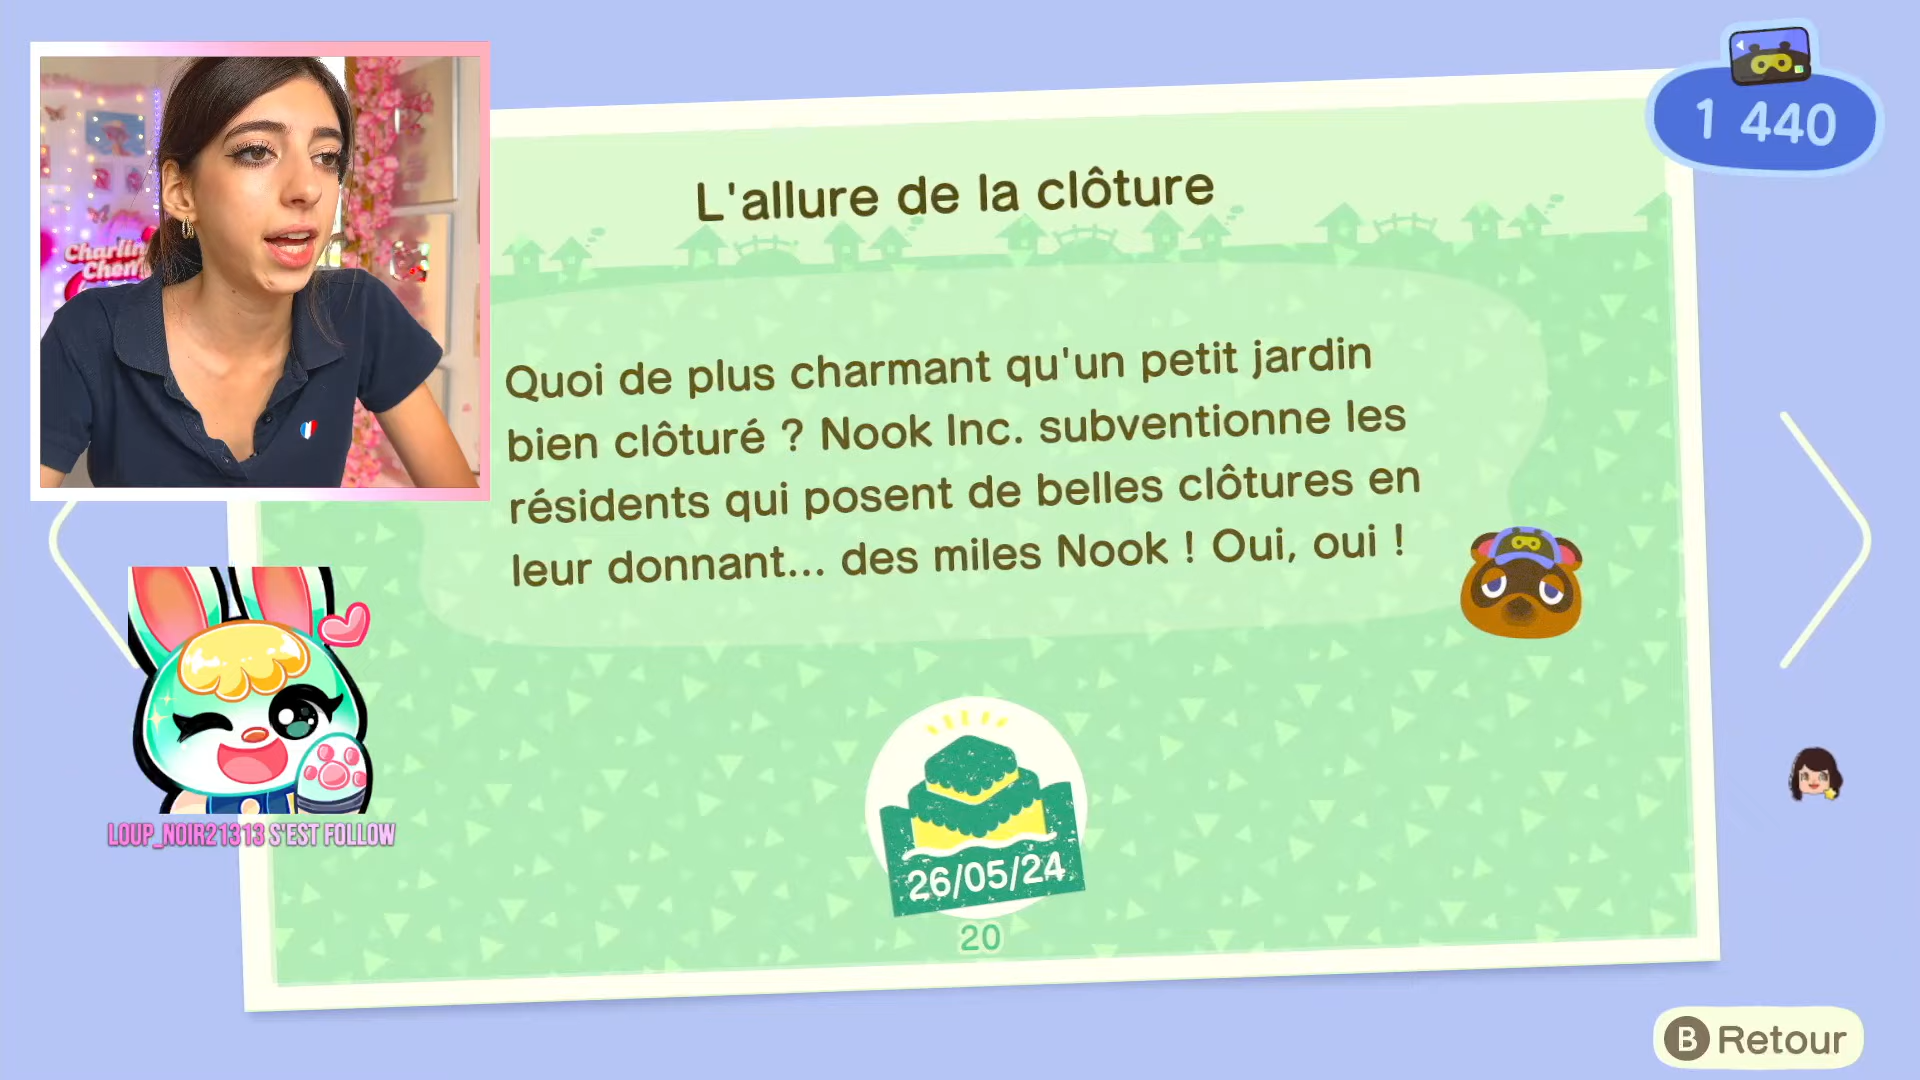 1 440
L'allure de la clôture
Charlin
Cherr
Quoi de plus charmant qu'un petit jardin
bien clôturé ? Nook Inc. subventionne les
résidents qui posent de belles clôtures en
leur donnant... des miles Nook ! Oui, oui !
LOUP_NOIR21313 S'EST FOLLOW
26/05/24
20
B Retour